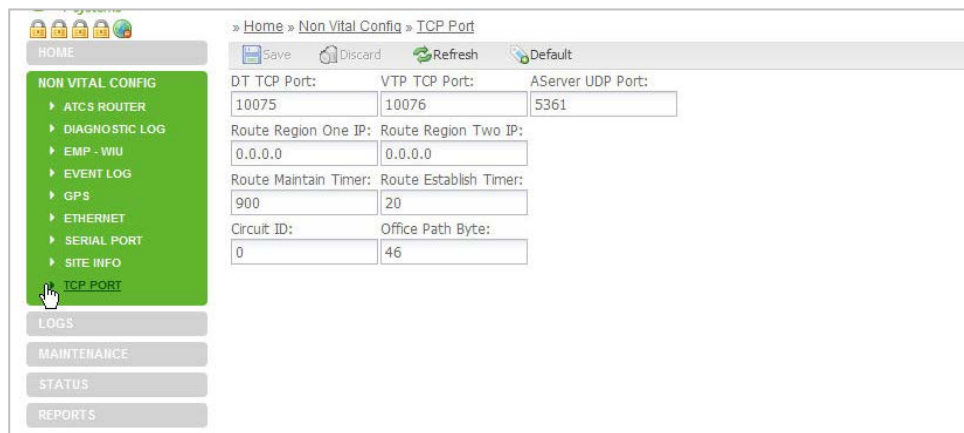 systems
» Home » Non Vital Config » TCP Port
HOME
Save Discard Refresh Default
NON VITAL CONFIG
ATCS ROUTER
DIAGNOSTIC LOG
EMP - WIU
EVENT LOG
GPS
ETHERNET
SERIAL PORT
SITE INFO
TCP PORT
LOGS
MAINTENANCE
STATUS
REPORTS
DT TCP Port: VTP TCP Port: AServer UDP Port:
10075 10076 5361
Route Region One IP: Route Region Two IP:
0.0.0.0 0.0.0.0
Route Maintain Timer: Route Establish Timer:
900 20
Circuit ID: Office Path Byte:
0 46